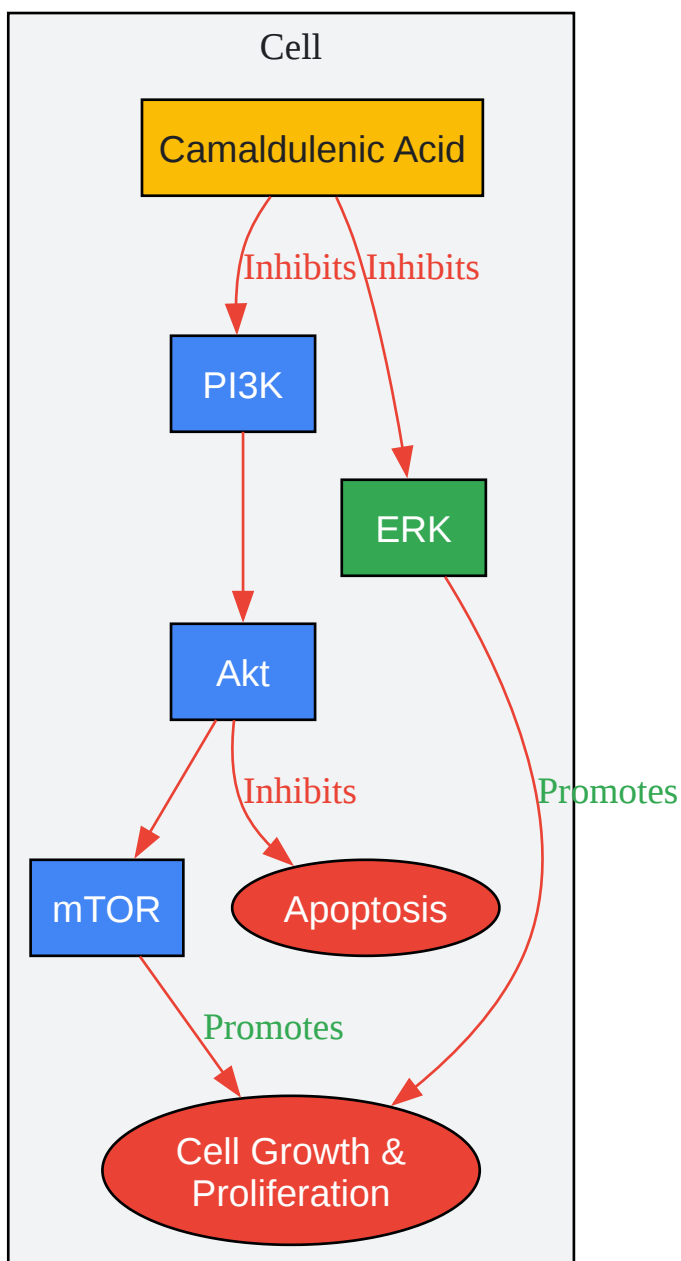 Cell
Camaldulenic Acid
Inhibits
Inhibits
PI3K
ERK
Akt
Inhibits
Promotes
mTOR
Apoptosis
Promotes
Cell Growth &
Proliferation